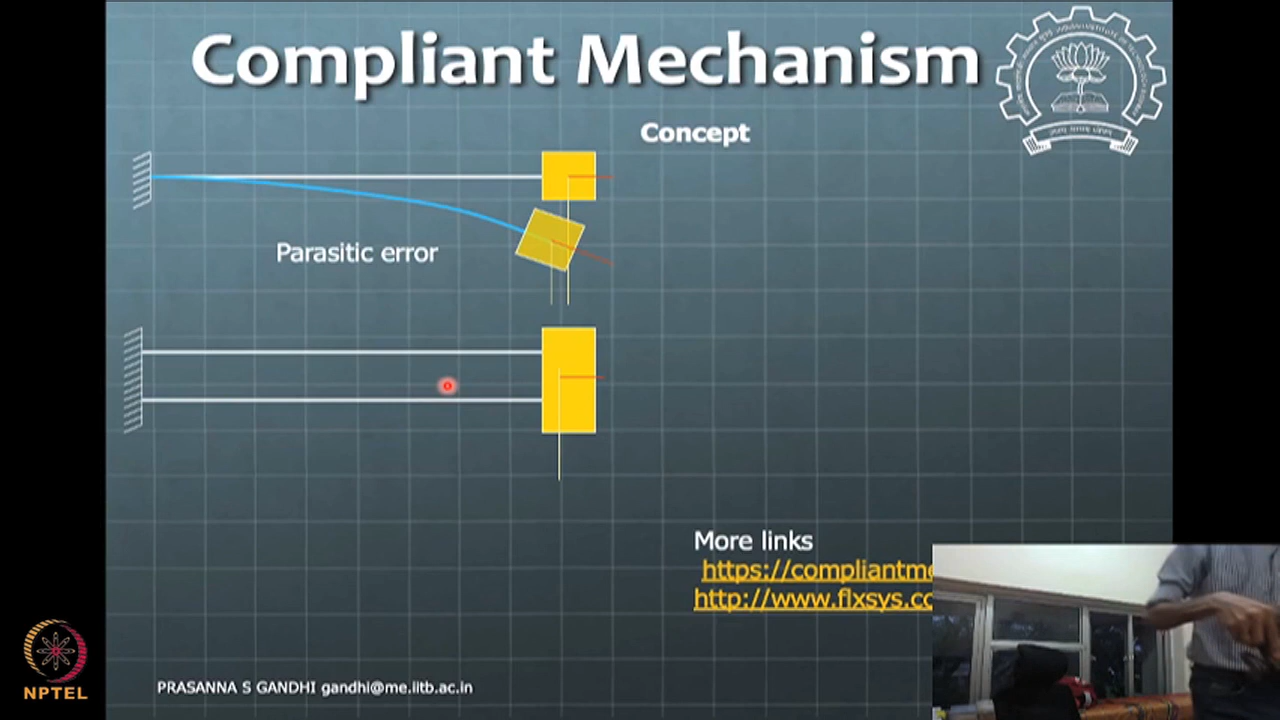 Compliant Mechanism
Concept
Parasitic error
More links
https://compliantme
http://www.flxsys.co
NPTEL
PRASANNA S GANDHI gandhi@me.iitb.ac.in